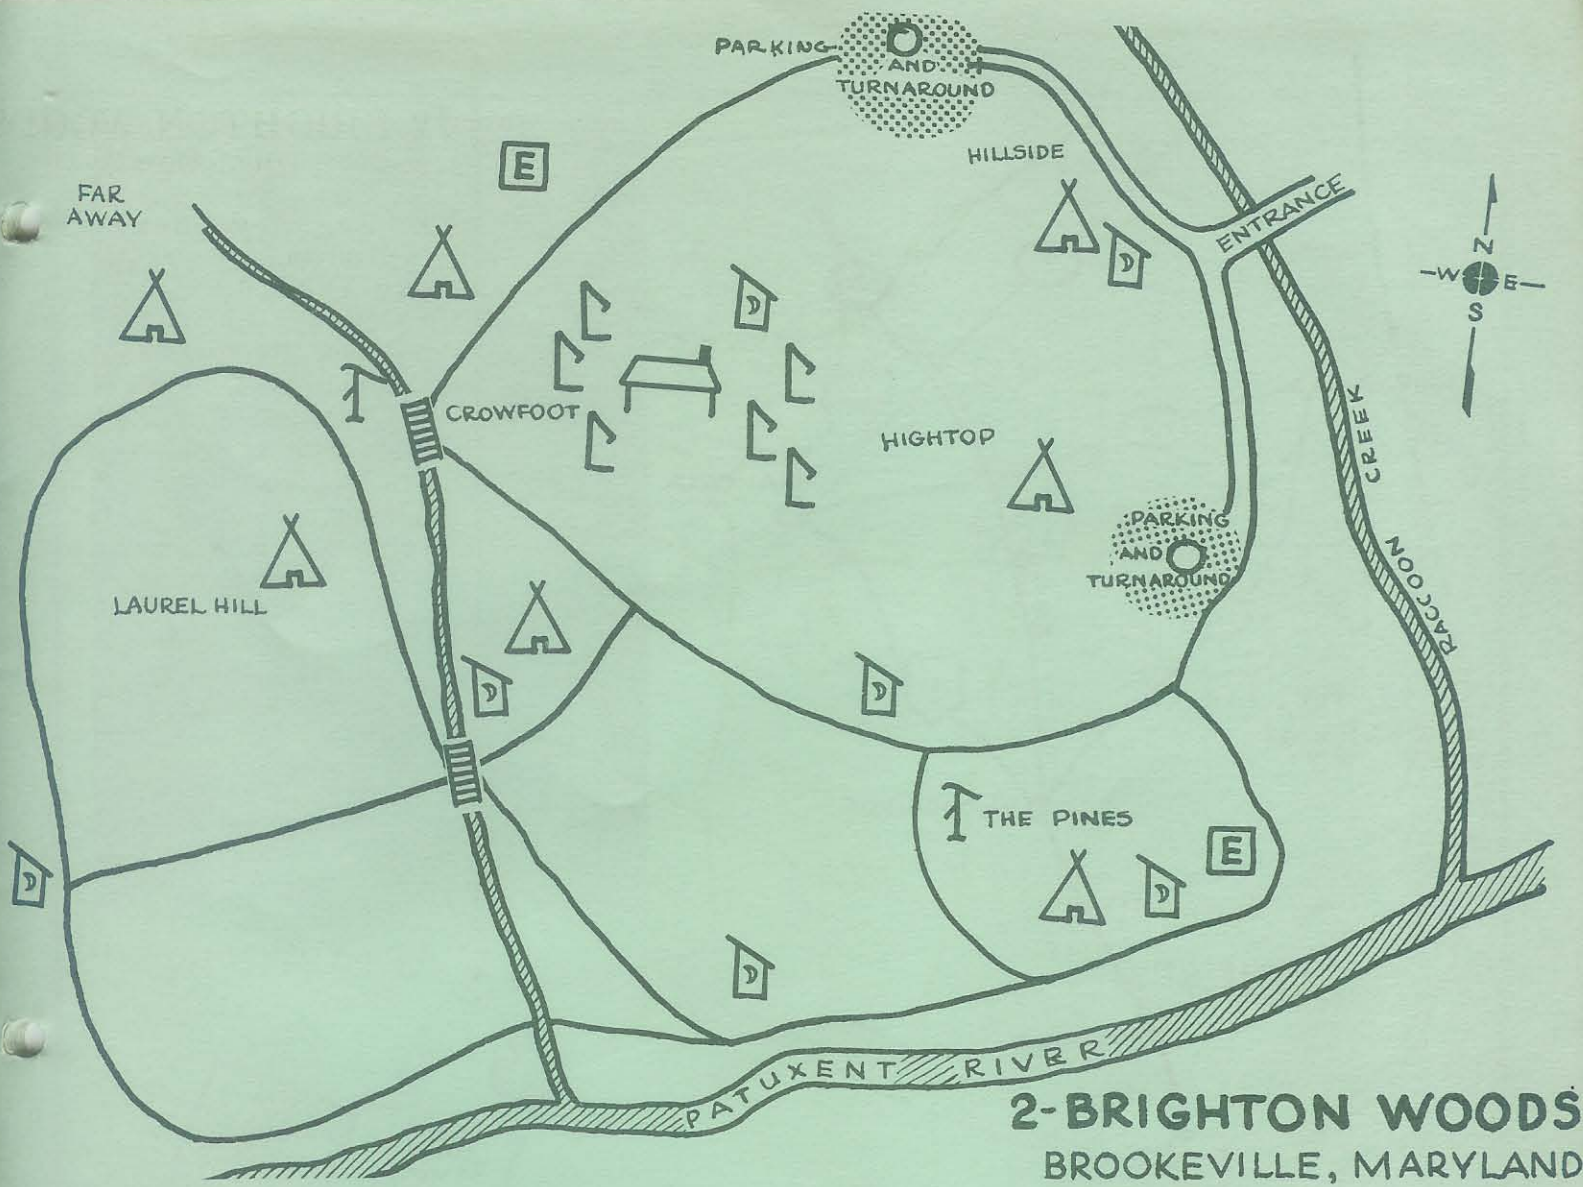 PARKING
AND
TURNAROUND
HILLSIDE
E
FAR
AWAY
ENTRANCE
N
W E
S
CROWFOOT
HIGHTOP
CREEK
RACCOON
PARKING
AND
TURNAROUND
LAUREL HILL
THE PINES
E
PATUXENT RIVER
2-BRIGHTON WOODS
BROOKEVILLE, MARYLAND